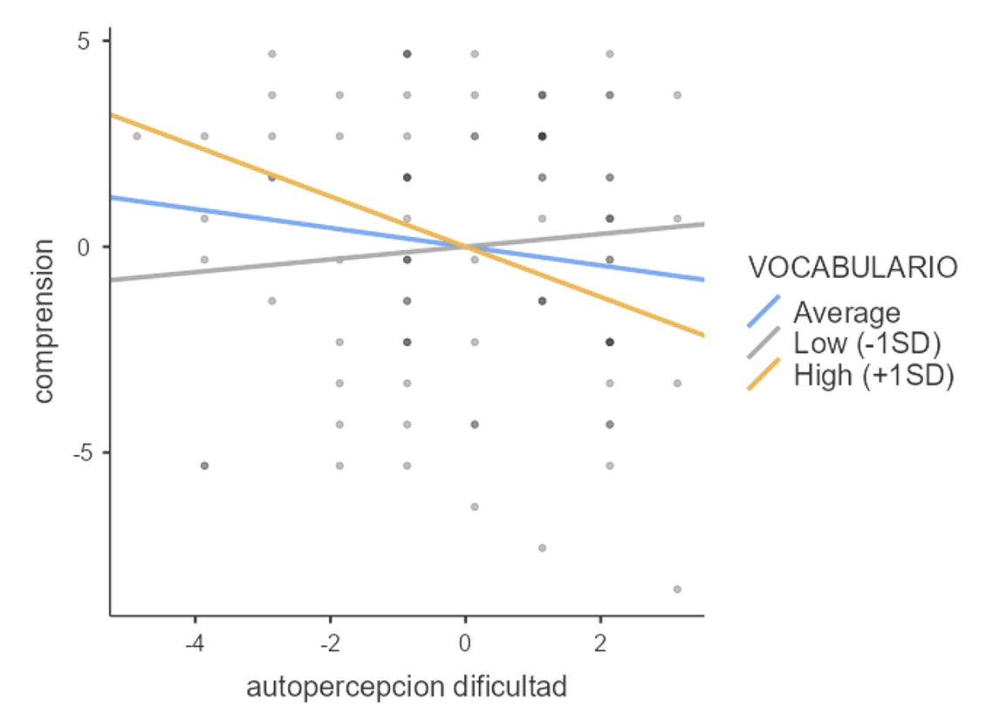 5
0
-5
comprension
-4
-2
0
2
autopercepcion dificultad
VOCABULARIO
Average
Low (-1SD)
High (+1SD)